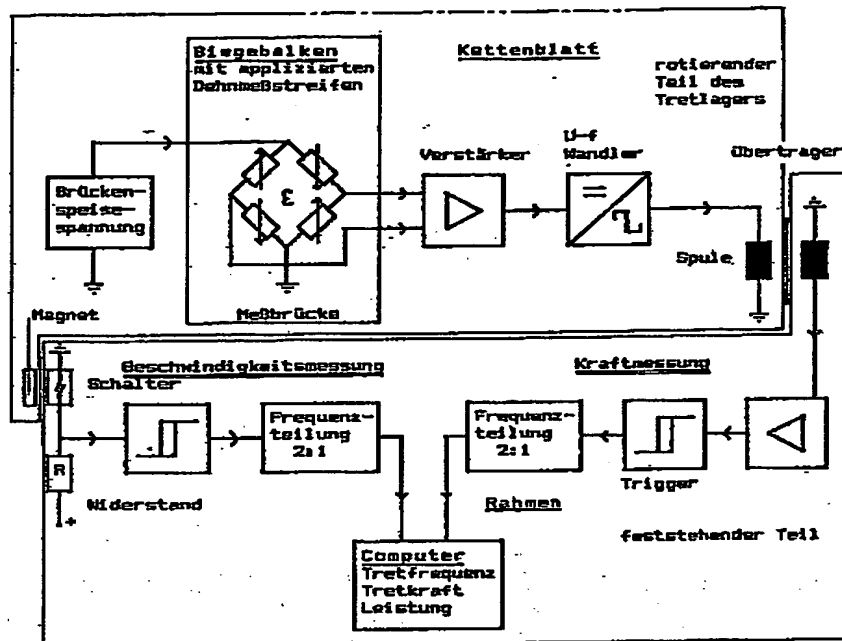 Biegebalken
mit applizierten
Dehnmeßstreifen
Kettenblatt
rotierender
Teil des
Tretlagers
Brücken-
speise-
spannung
ε
Verstärker
U-f
Wandler
Übertrager
Spule
Meßbrücke
Magnet
Schalter
Geschwindigkeitsmessung
Kraftmessung
Frequenz-
teilung
2:1
Frequenz-
teilung
2:1
Trigger
R
Widerstand
+
Rahmen
feststehender Teil
Computer
Tretfrequenz
Tretkraft
Leistung